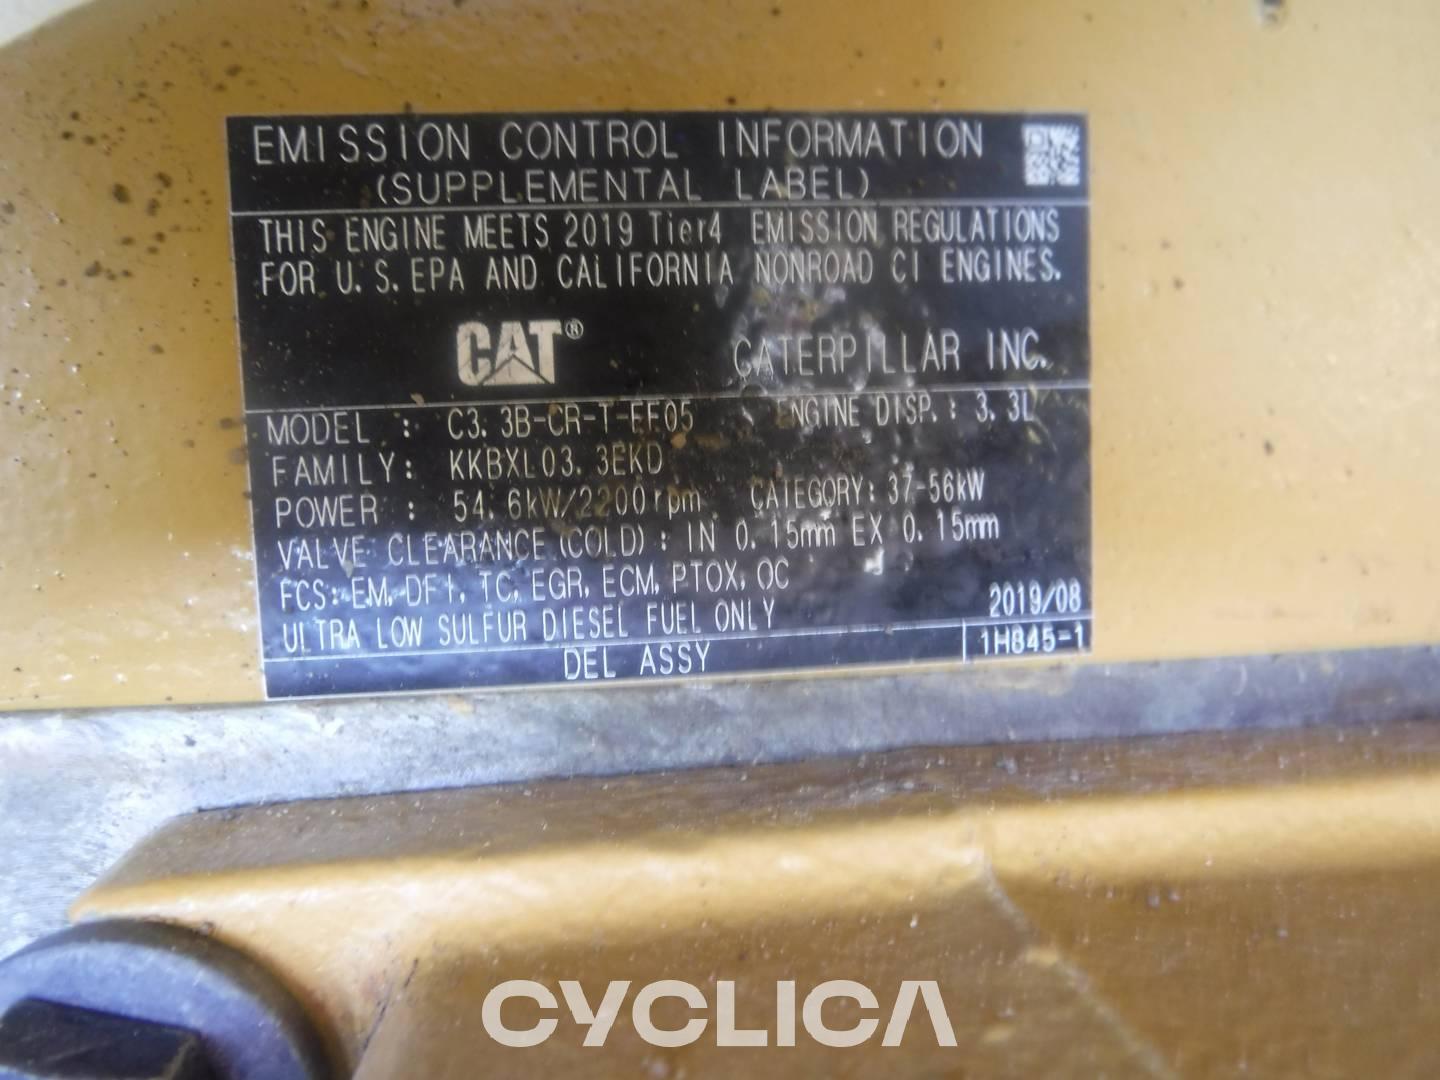 EMISSION CONTROL INFORMATION
(SUPPLEMENTAL LABEL)
THIS ENGINE MEETS 2019 Tier4 EMISSION REGULATIONS
FOR U.S. EPA AND CALIFORNIA NONROAD CI ENGINES.
CAT® CATERPILLAR INC.
MODEL : C3.3B-CR-T-EF05 ENGINE DISP.: 3.3L
FAMILY: KKBXL03.3EKD
POWER : 54.6kW/2200rpm CATEGORY: 37-56kW
VALVE CLEARANCE (COLD): IN 0.15mm EX 0.15mm
FCS: EM, DFI, TC, EGR, ECM, PTOX, OC
ULTRA LOW SULFUR DIESEL FUEL ONLY 2019/08
DEL ASSY 1H845-1
CYCLICA